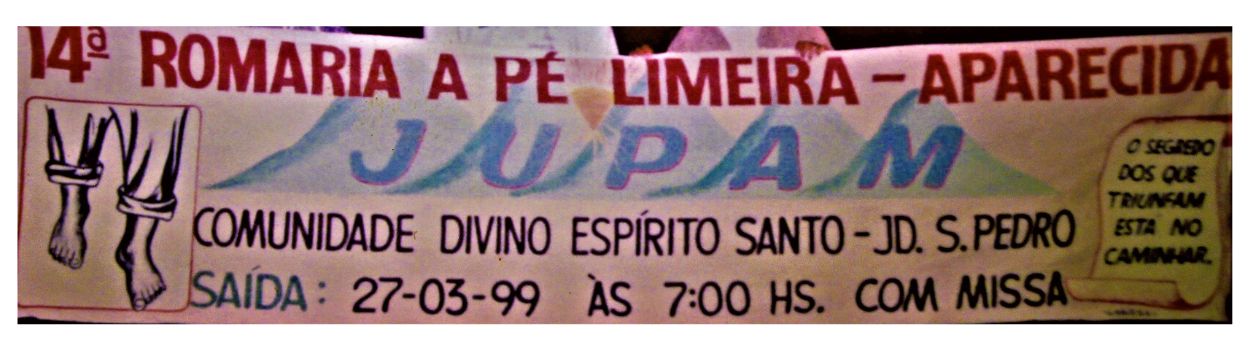 14ª ROMARIA A PÉ LIMEIRA - APARECIDA
JUPAM
COMUNIDADE DIVINO ESPÍRITO SANTO - JD. S. PEDRO
SAÍDA: 27-03-99 ÀS 7:00 HS. COM MISSA
O SEGREDO
DOS QUE
TRIUNFAM
ESTA NO
CAMINHAR.